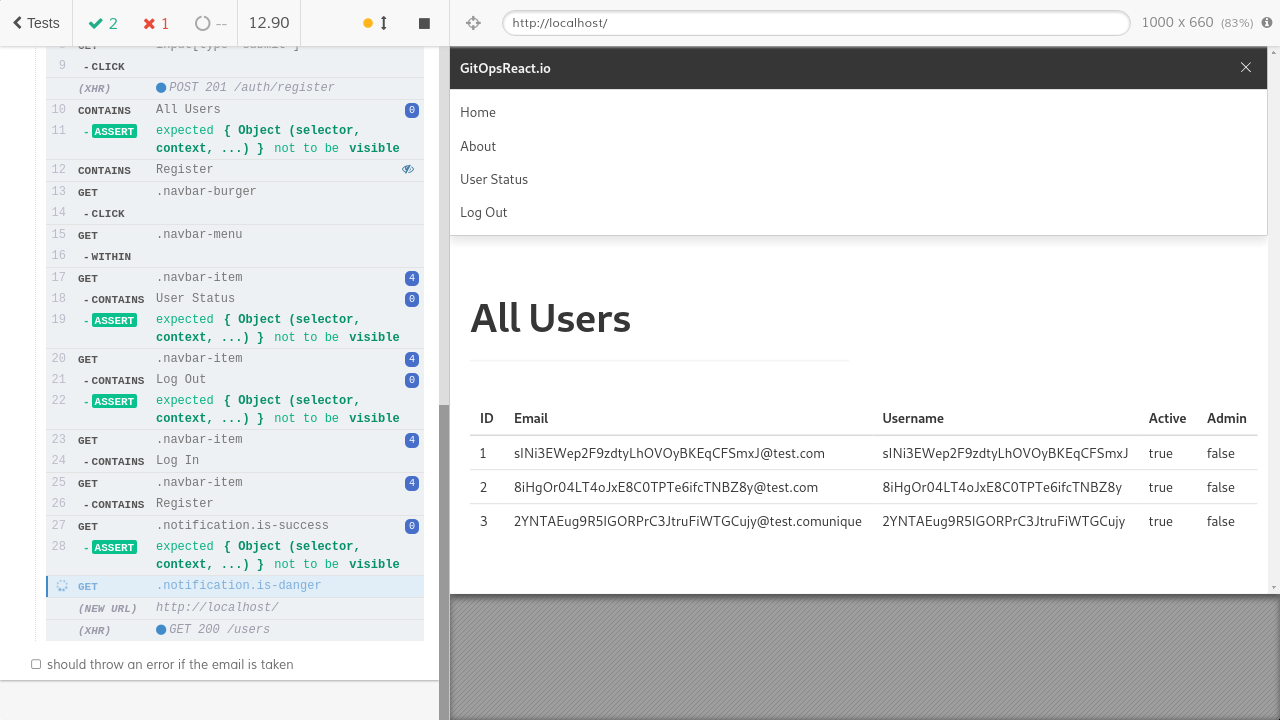 Tests
2
1
--
12.90
http://localhost/
1000 x 660 (83%)
9 -CLICK
(XHR) POST 201 /auth/register
10 CONTAINS All Users 0
11 -ASSERT expected { Object (selector,
context, ...) } not to be visible
12 CONTAINS Register
13 GET .navbar-burger
14 -CLICK
15 GET .navbar-menu
16 -WITHIN
17 GET .navbar-item 4
18 -CONTAINS User Status 0
19 -ASSERT expected { Object (selector,
context, ...) } not to be visible
20 GET .navbar-item 4
21 -CONTAINS Log Out 0
22 -ASSERT expected { Object (selector,
context, ...) } not to be visible
23 GET .navbar-item 4
24 -CONTAINS Log In
25 GET .navbar-item 4
26 -CONTAINS Register
27 GET .notification.is-success 0
28 -ASSERT expected { Object (selector,
context, ...) } not to be visible
GET .notification.is-danger
(NEW URL) http://localhost/
(XHR) GET 200 /users
should throw an error if the email is taken
GitOpsReact.io
Home
About
User Status
Log Out
All Users
ID Email Username Active Admin
1 sINi3EWep2F9zdtyLhOVOyBKEqCFSmxJ@test.com sINi3EWep2F9zdtyLhOVOyBKEqCFSmxJ true false
2 8iHgOr04LT4oJxE8C0TPTe6ifcTNBZ8y@test.com 8iHgOr04LT4oJxE8C0TPTe6ifcTNBZ8y true false
3 2YNTAEug9R5IGORPrC3JtruFiWTGCujy@test.comunique 2YNTAEug9R5IGORPrC3JtruFiWTGCujy true false